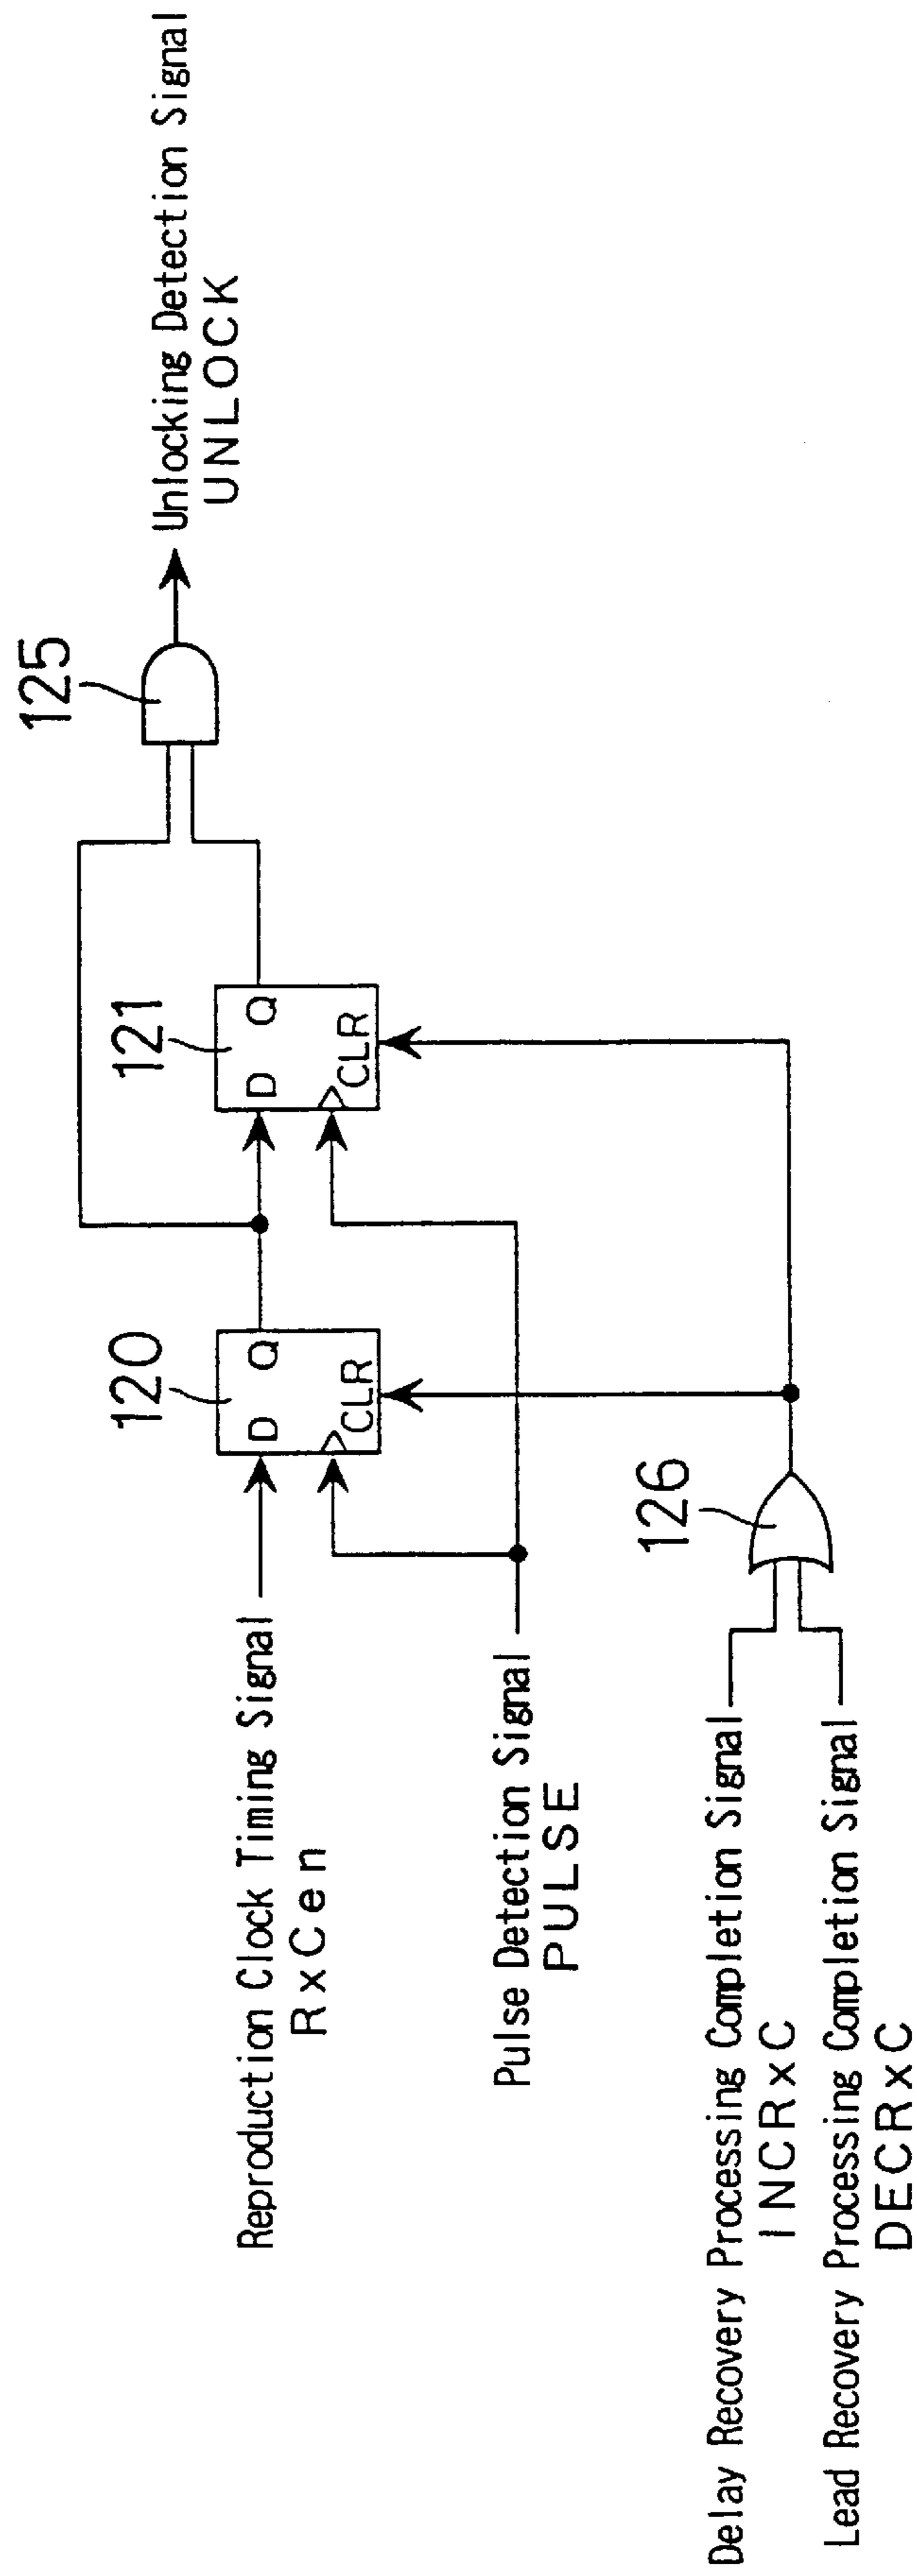 Reproduction Clock Timing Signal
RxCen
Pulse Detection Signal
PULSE
Delay Recovery Processing Completion Signal
INCRxC
Lead Recovery Processing Completion Signal
DECRxC
126
120
D Q
CLR
121
D Q
CLR
125
Unlocking Detection Signal
UNLOCK